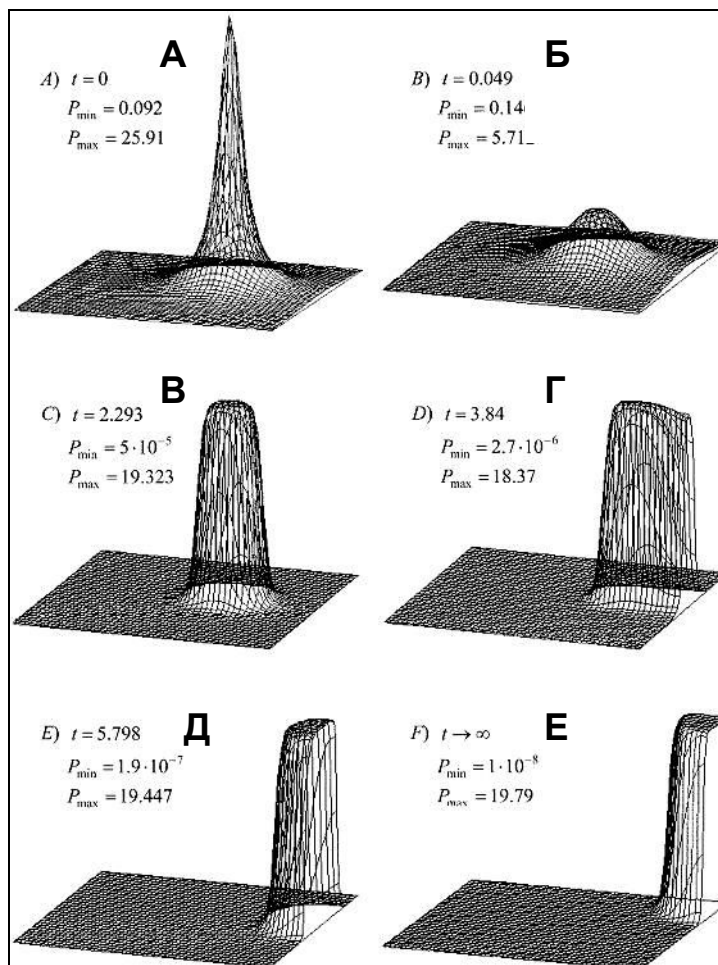 А
A) t = 0
P_min = 0.092
P_max = 25.91
Б
B) t = 0.049
P_min = 0.14
P_max = 5.71
В
C) t = 2.293
P_min = 5·10⁻⁵
P_max = 19.323
Г
D) t = 3.84
P_min = 2.7·10⁻⁶
P_max = 18.37
Д
E) t = 5.798
P_min = 1.9·10⁻⁷
P_max = 19.447
Е
F) t → ∞
P_min = 1·10⁻⁸
P_max = 19.79